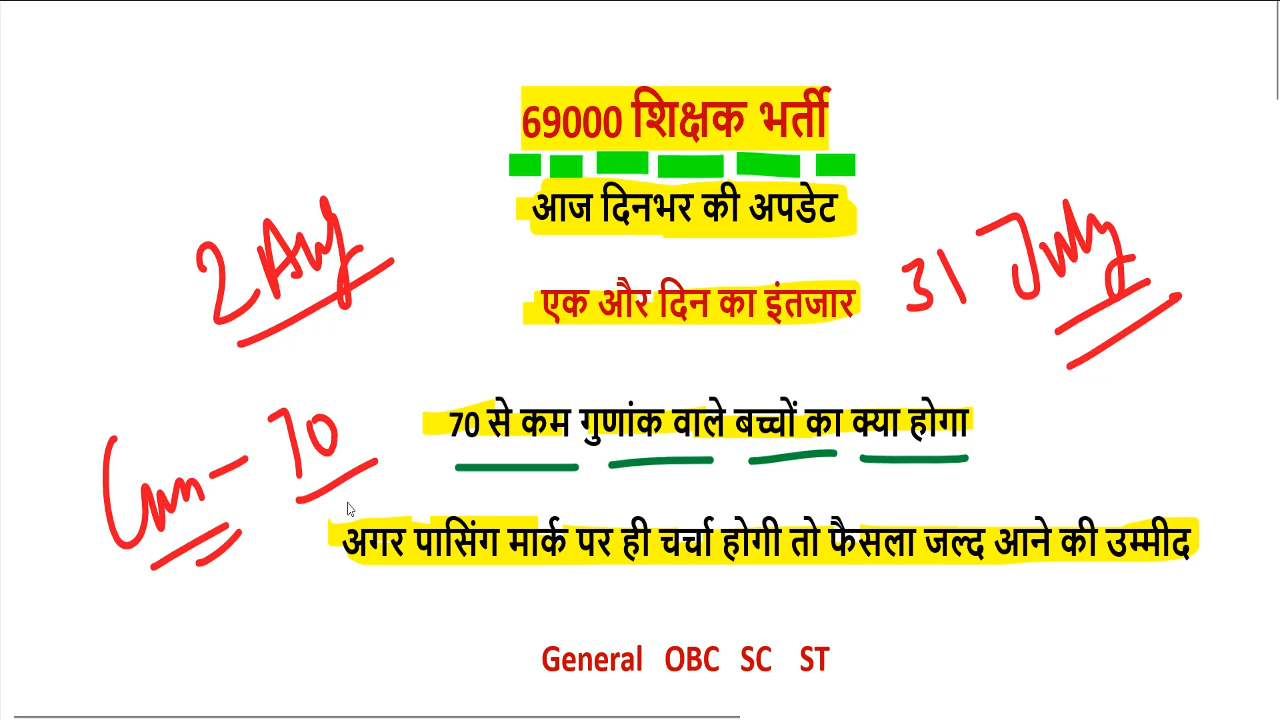 69000 शिक्षक भर्ती
आज दिनभर की अपडेट
2 Aug
एक और दिन का इंतजार
31 July
70 से कम गुणांक वाले बच्चों का क्या होगा
70
अगर पासिंग मार्क पर ही चर्चा होगी तो फैसला जल्द आने की उम्मीद
General OBC SC ST